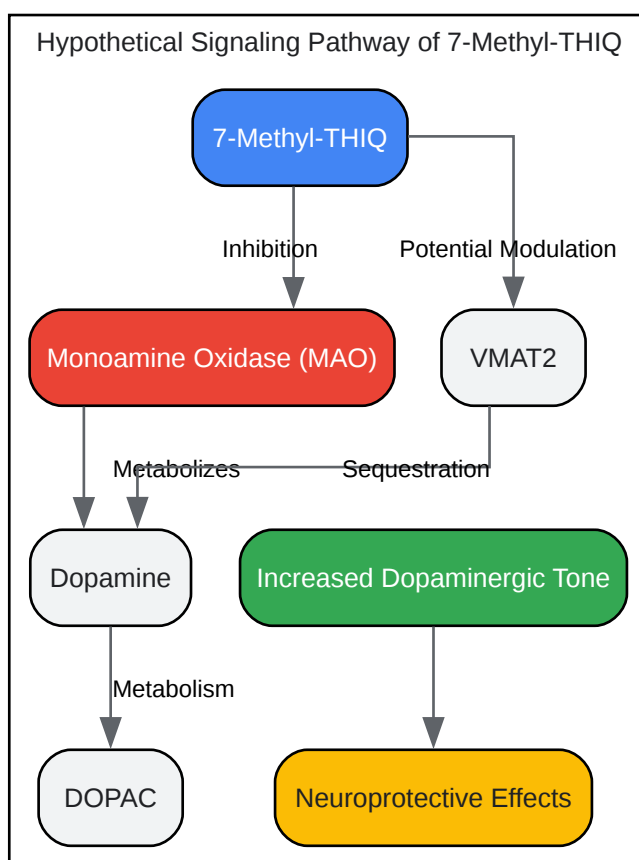 Hypothetical Signaling Pathway of 7-Methyl-THIQ
7-Methyl-THIQ
Inhibition
Potential Modulation
Monoamine Oxidase (MAO)
VMAT2
Metabolizes
Sequestration
Dopamine
Increased Dopaminergic Tone
Metabolism
DOPAC
Neuroprotective Effects